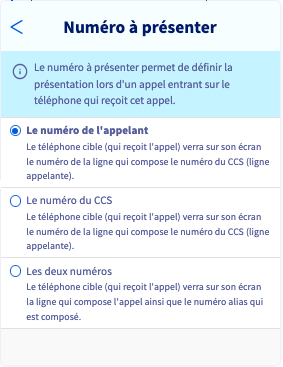 Numéro à présenter
Le numéro à présenter permet de définir la
présentation lors d'un appel entrant sur le
téléphone qui reçoit cet appel.
Le numéro de l'appelant
Le téléphone cible (qui reçoit l'appel) verra sur son écran
le numéro de la ligne qui compose le numéro du CCS (ligne
appelante).
Le numéro du CCS
Le téléphone cible (qui reçoit l'appel) verra sur son écran
le numéro de la ligne qui compose le numéro du CCS (ligne
appelante).
Les deux numéros
Le téléphone cible (qui reçoit l'appel) verra sur son écran
la ligne qui compose l'appel ainsi que le numéro alias qui
est composé.